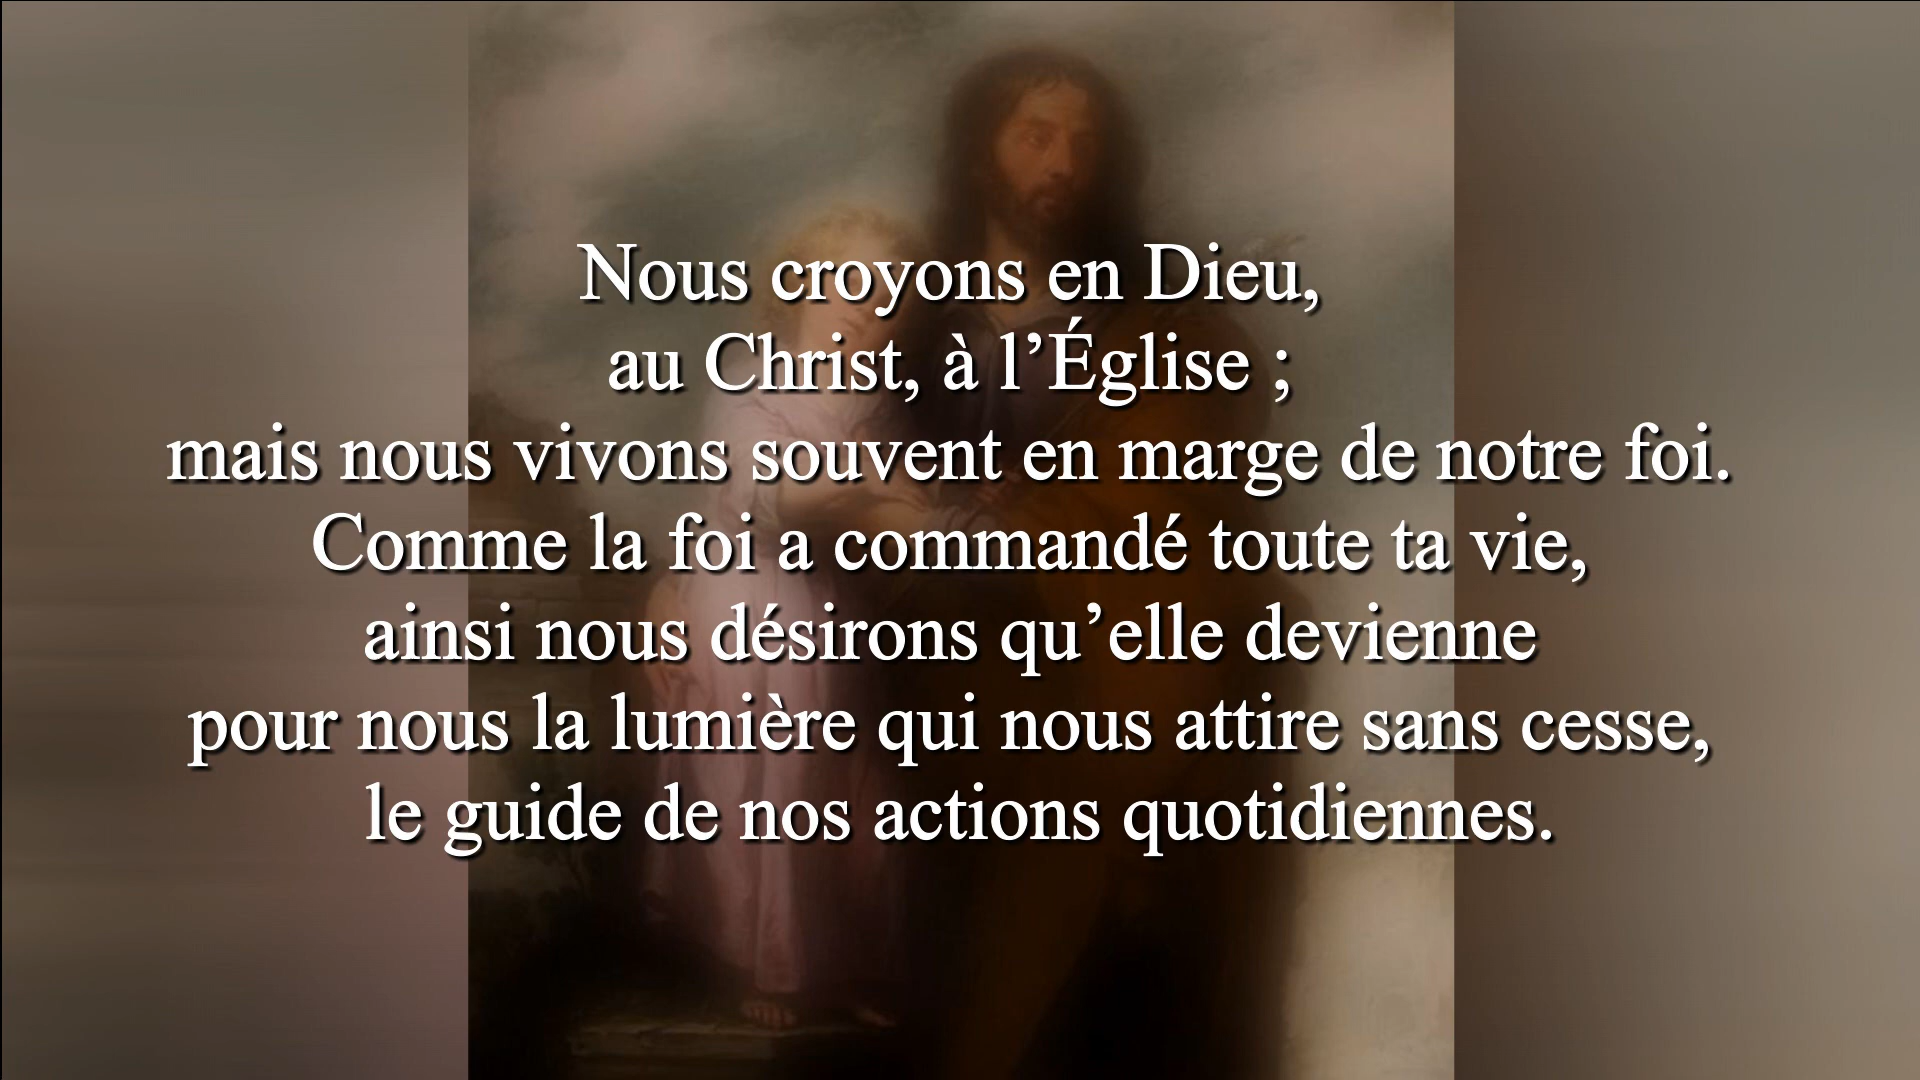 Nous croyons en Dieu,
au Christ, à l’Église ;
mais nous vivons souvent en marge de notre foi.
Comme la foi a commandé toute ta vie,
ainsi nous désirons qu’elle devienne
pour nous la lumière qui nous attire sans cesse,
le guide de nos actions quotidiennes.